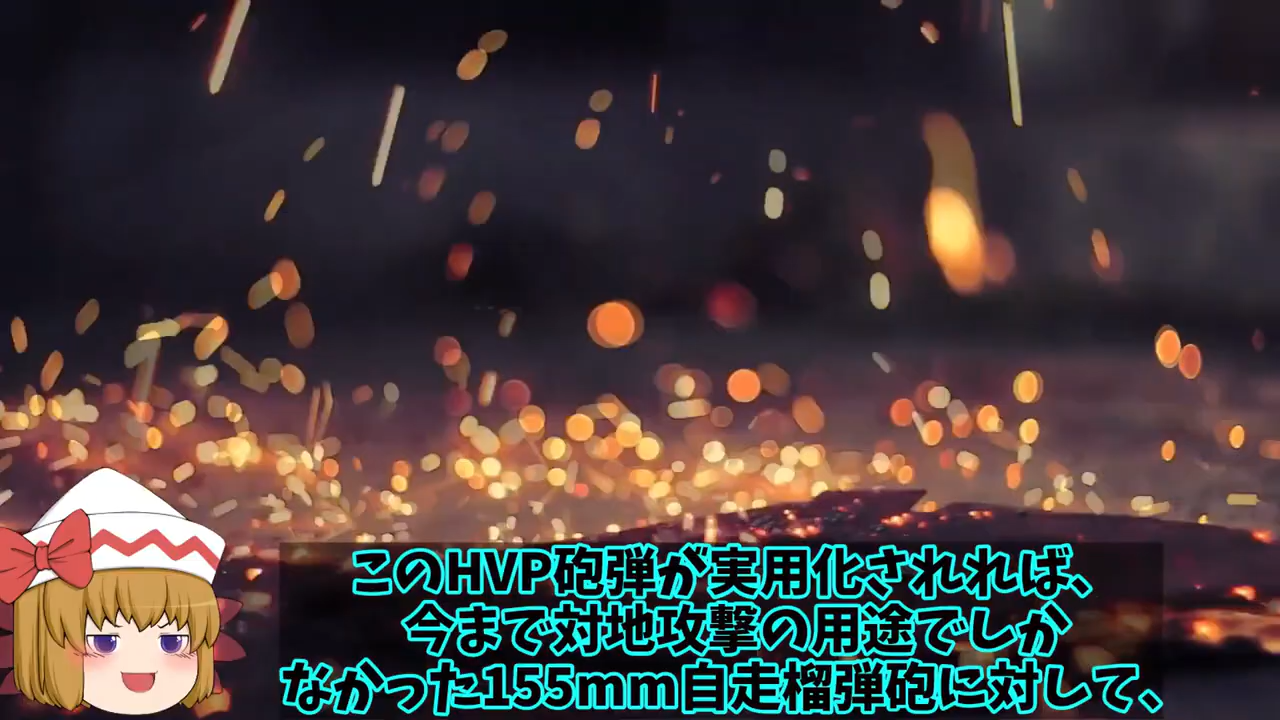 このHVP砲弾が実用化されれば、
今まで対地攻撃の用途でしか
なかった155mm自走榴弾砲に対して、